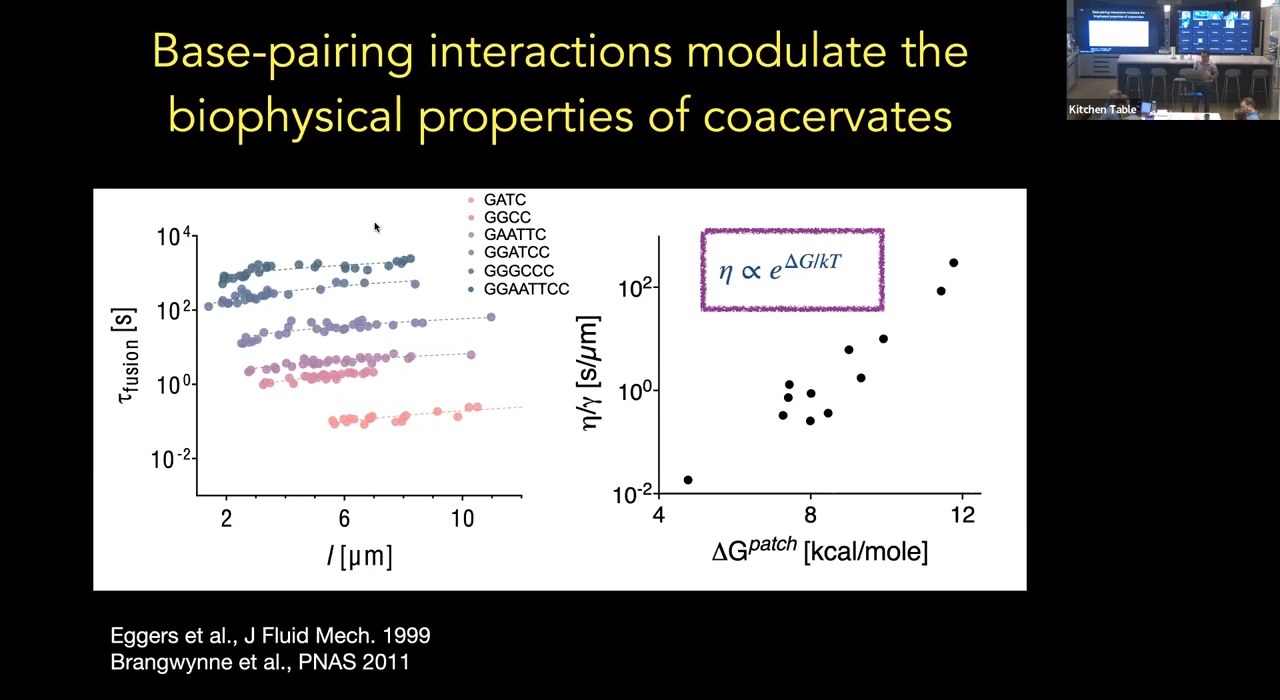 Base-pairing interactions modulate the
biophysical properties of coacervates
Kitchen Table
GATC
GGCC
GAATTC
GGATCC
GGGCCC
GGAATTCC
10⁴
10²
10⁰
10⁻²
τfusion [s]
2 6 10
l [μm]
η ∝ e^ΔG/kT
10²
10⁰
10⁻²
η/γ [s/μm]
4 8 12
ΔG^patch [kcal/mole]
Eggers et al., J Fluid Mech. 1999
Brangwynne et al., PNAS 2011